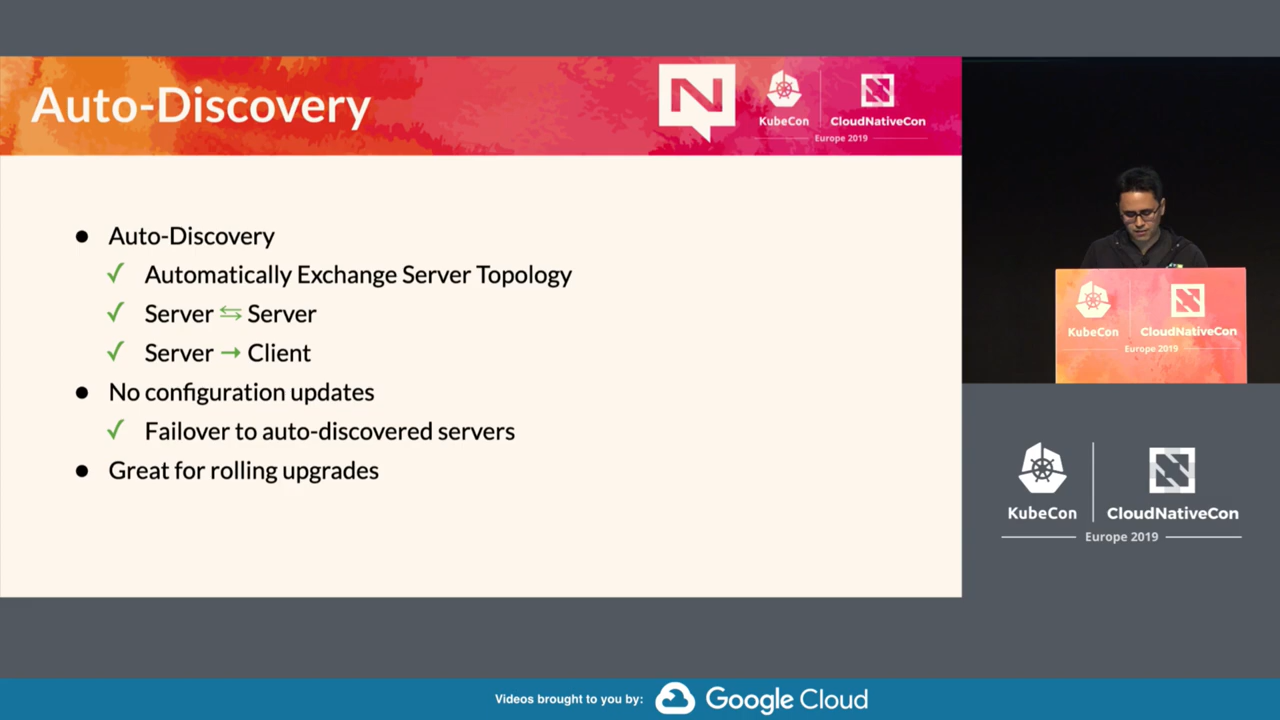 Auto-Discovery
N
KubeCon
CloudNativeCon
Europe 2019
● Auto-Discovery
✓ Automatically Exchange Server Topology
✓ Server ⇆ Server
✓ Server → Client
● No configuration updates
✓ Failover to auto-discovered servers
● Great for rolling upgrades
KubeCon
CloudNativeCon
Europe 2019
KubeCon
CloudNativeCon
Europe 2019
Videos brought to you by:
Google Cloud